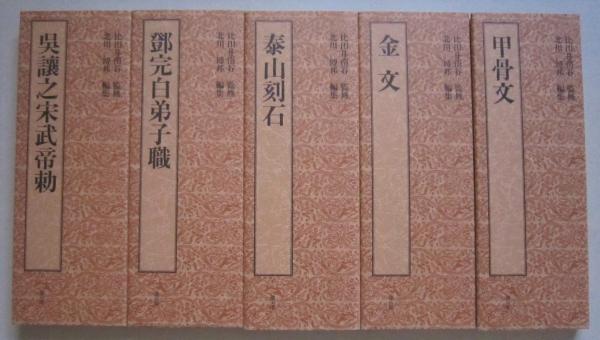 甲骨文
比田井南谷 監修
北川博邦 編集
金文
比田井南谷 監修
北川博邦 編集
泰山刻石
比田井南谷 監修
北川博邦 編集
鄧完白弟子職
比田井南谷 監修
北川博邦 編集
吳讓之宋武帝勅
比田井南谷 監修
北川博邦 編集